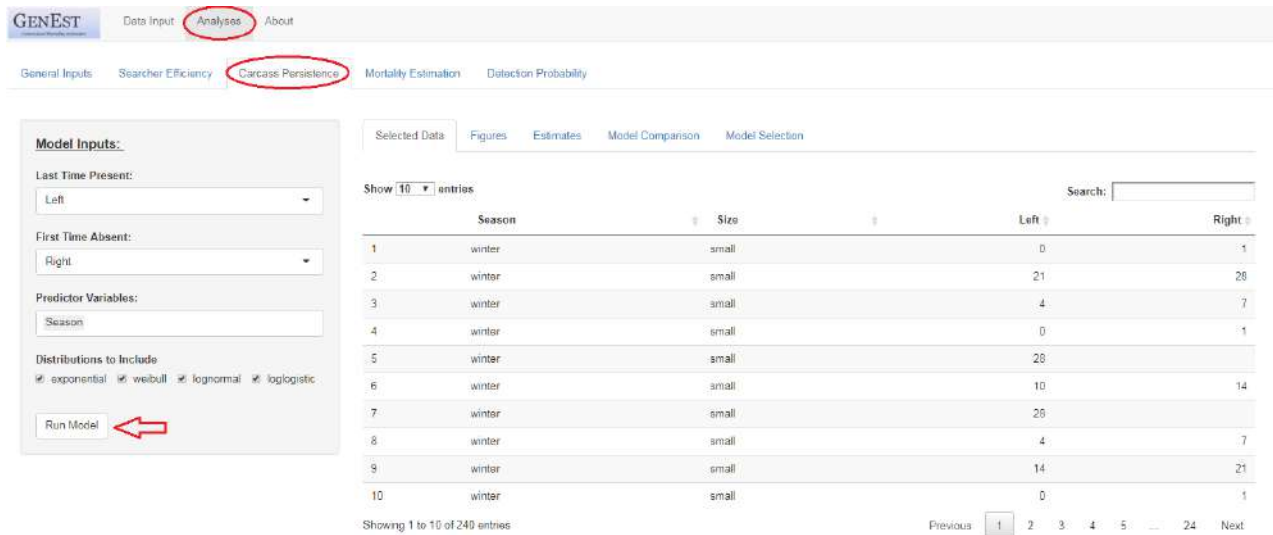 GENEST Data Input Analyses About
General Inputs Searcher Efficiency Carcass Persistence Mortality Estimation Detection Probability
Model Inputs:
Last Time Present:
Left
First Time Absent:
Right
Predictor Variables:
Season
Distributions to Include
exponential weibull lognormal loglogistic
Run Model
Selected Data Figures Estimates Model Comparison Model Selection
Show 10 entries Search:
Season Size Left Right
1 winter small 0 1
2 winter small 21 28
3 winter small 4 7
4 winter small 0 1
5 winter small 28
6 winter small 10 14
7 winter small 28
8 winter small 4 7
9 winter small 14 21
10 winter small 0 1
Showing 1 to 10 of 240 entries Previous 1 2 3 4 5 ... 24 Next